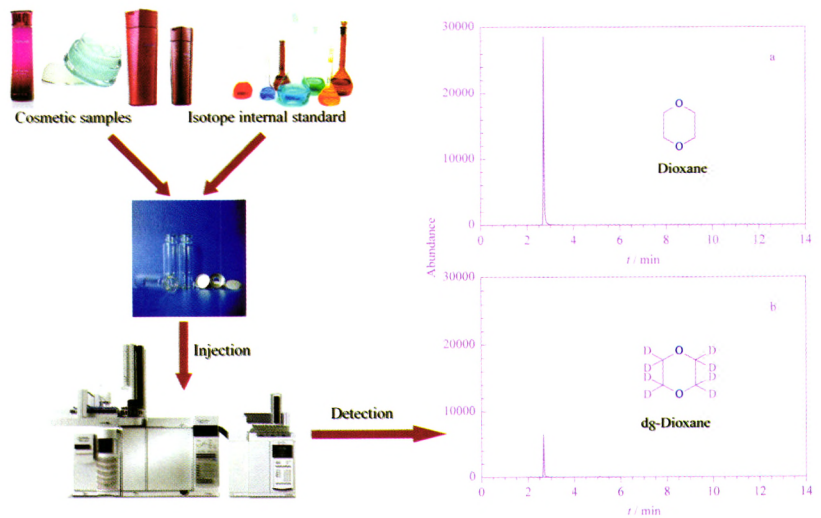 Cosmetic samples
Isotope internal standard
Injection
Detection
Abundance
30000
20000
10000
0
a
O
O
Dioxane
0 2 4 6 8 10 12 14
t / min
30000
20000
10000
0
b
D O D
D D
D D
D O D
dg-Dioxane
0 2 4 6 8 10 12 14
t / min